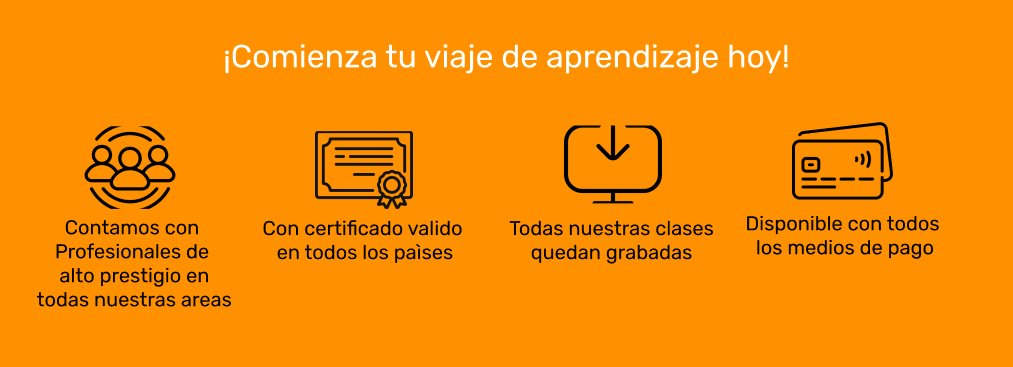 ¡Comienza tu viaje de aprendizaje hoy!
Contamos con
Profesionales de
alto prestigio en
todas nuestras areas
Con certificado valido
en todos los paìses
Todas nuestras clases
quedan grabadas
Disponible con todos
los medios de pago